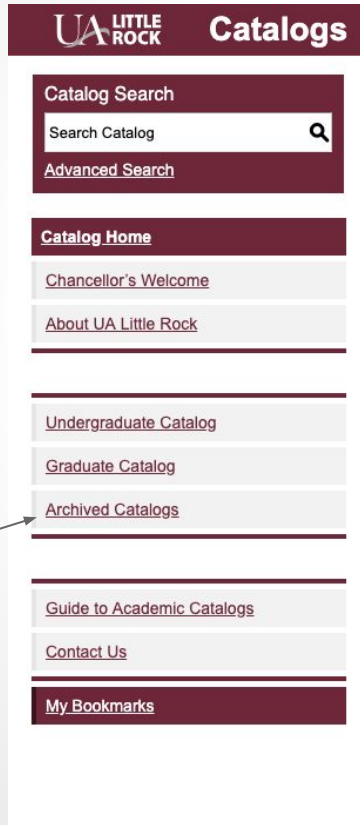 UA LITTLE ROCK Catalogs
Catalog Search
Search Catalog
Advanced Search
Catalog Home
Chancellor's Welcome
About UA Little Rock
Undergraduate Catalog
Graduate Catalog
Archived Catalogs
Guide to Academic Catalogs
Contact Us
My Bookmarks